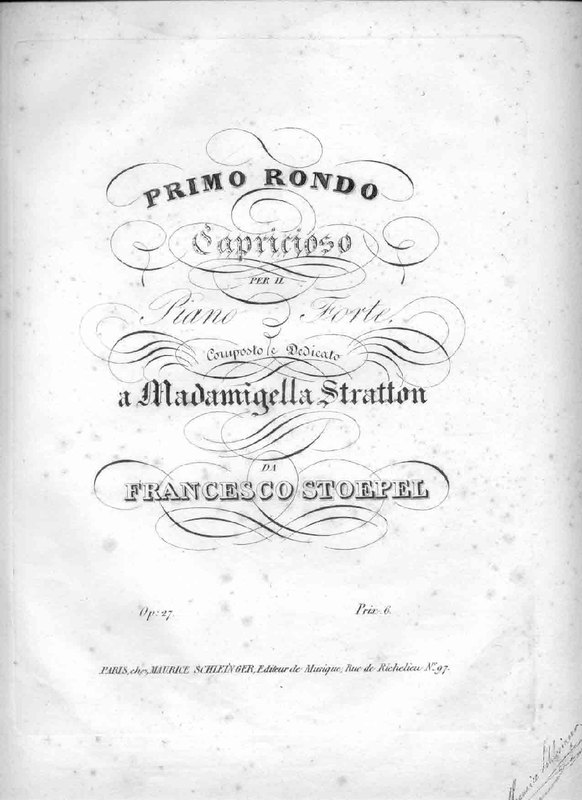 PRIMO RONDO
Capricioso
PER IL
Piano Forte.
Composto e Dedicato
a Madamigella Stratton
DA
FRANCESCO STOEPEL
Op: 27.
Prix. 6.
PARIS, chez MAURICE SCHLEINGER, Editeur de Musique, Rue de Richelieu No. 97.